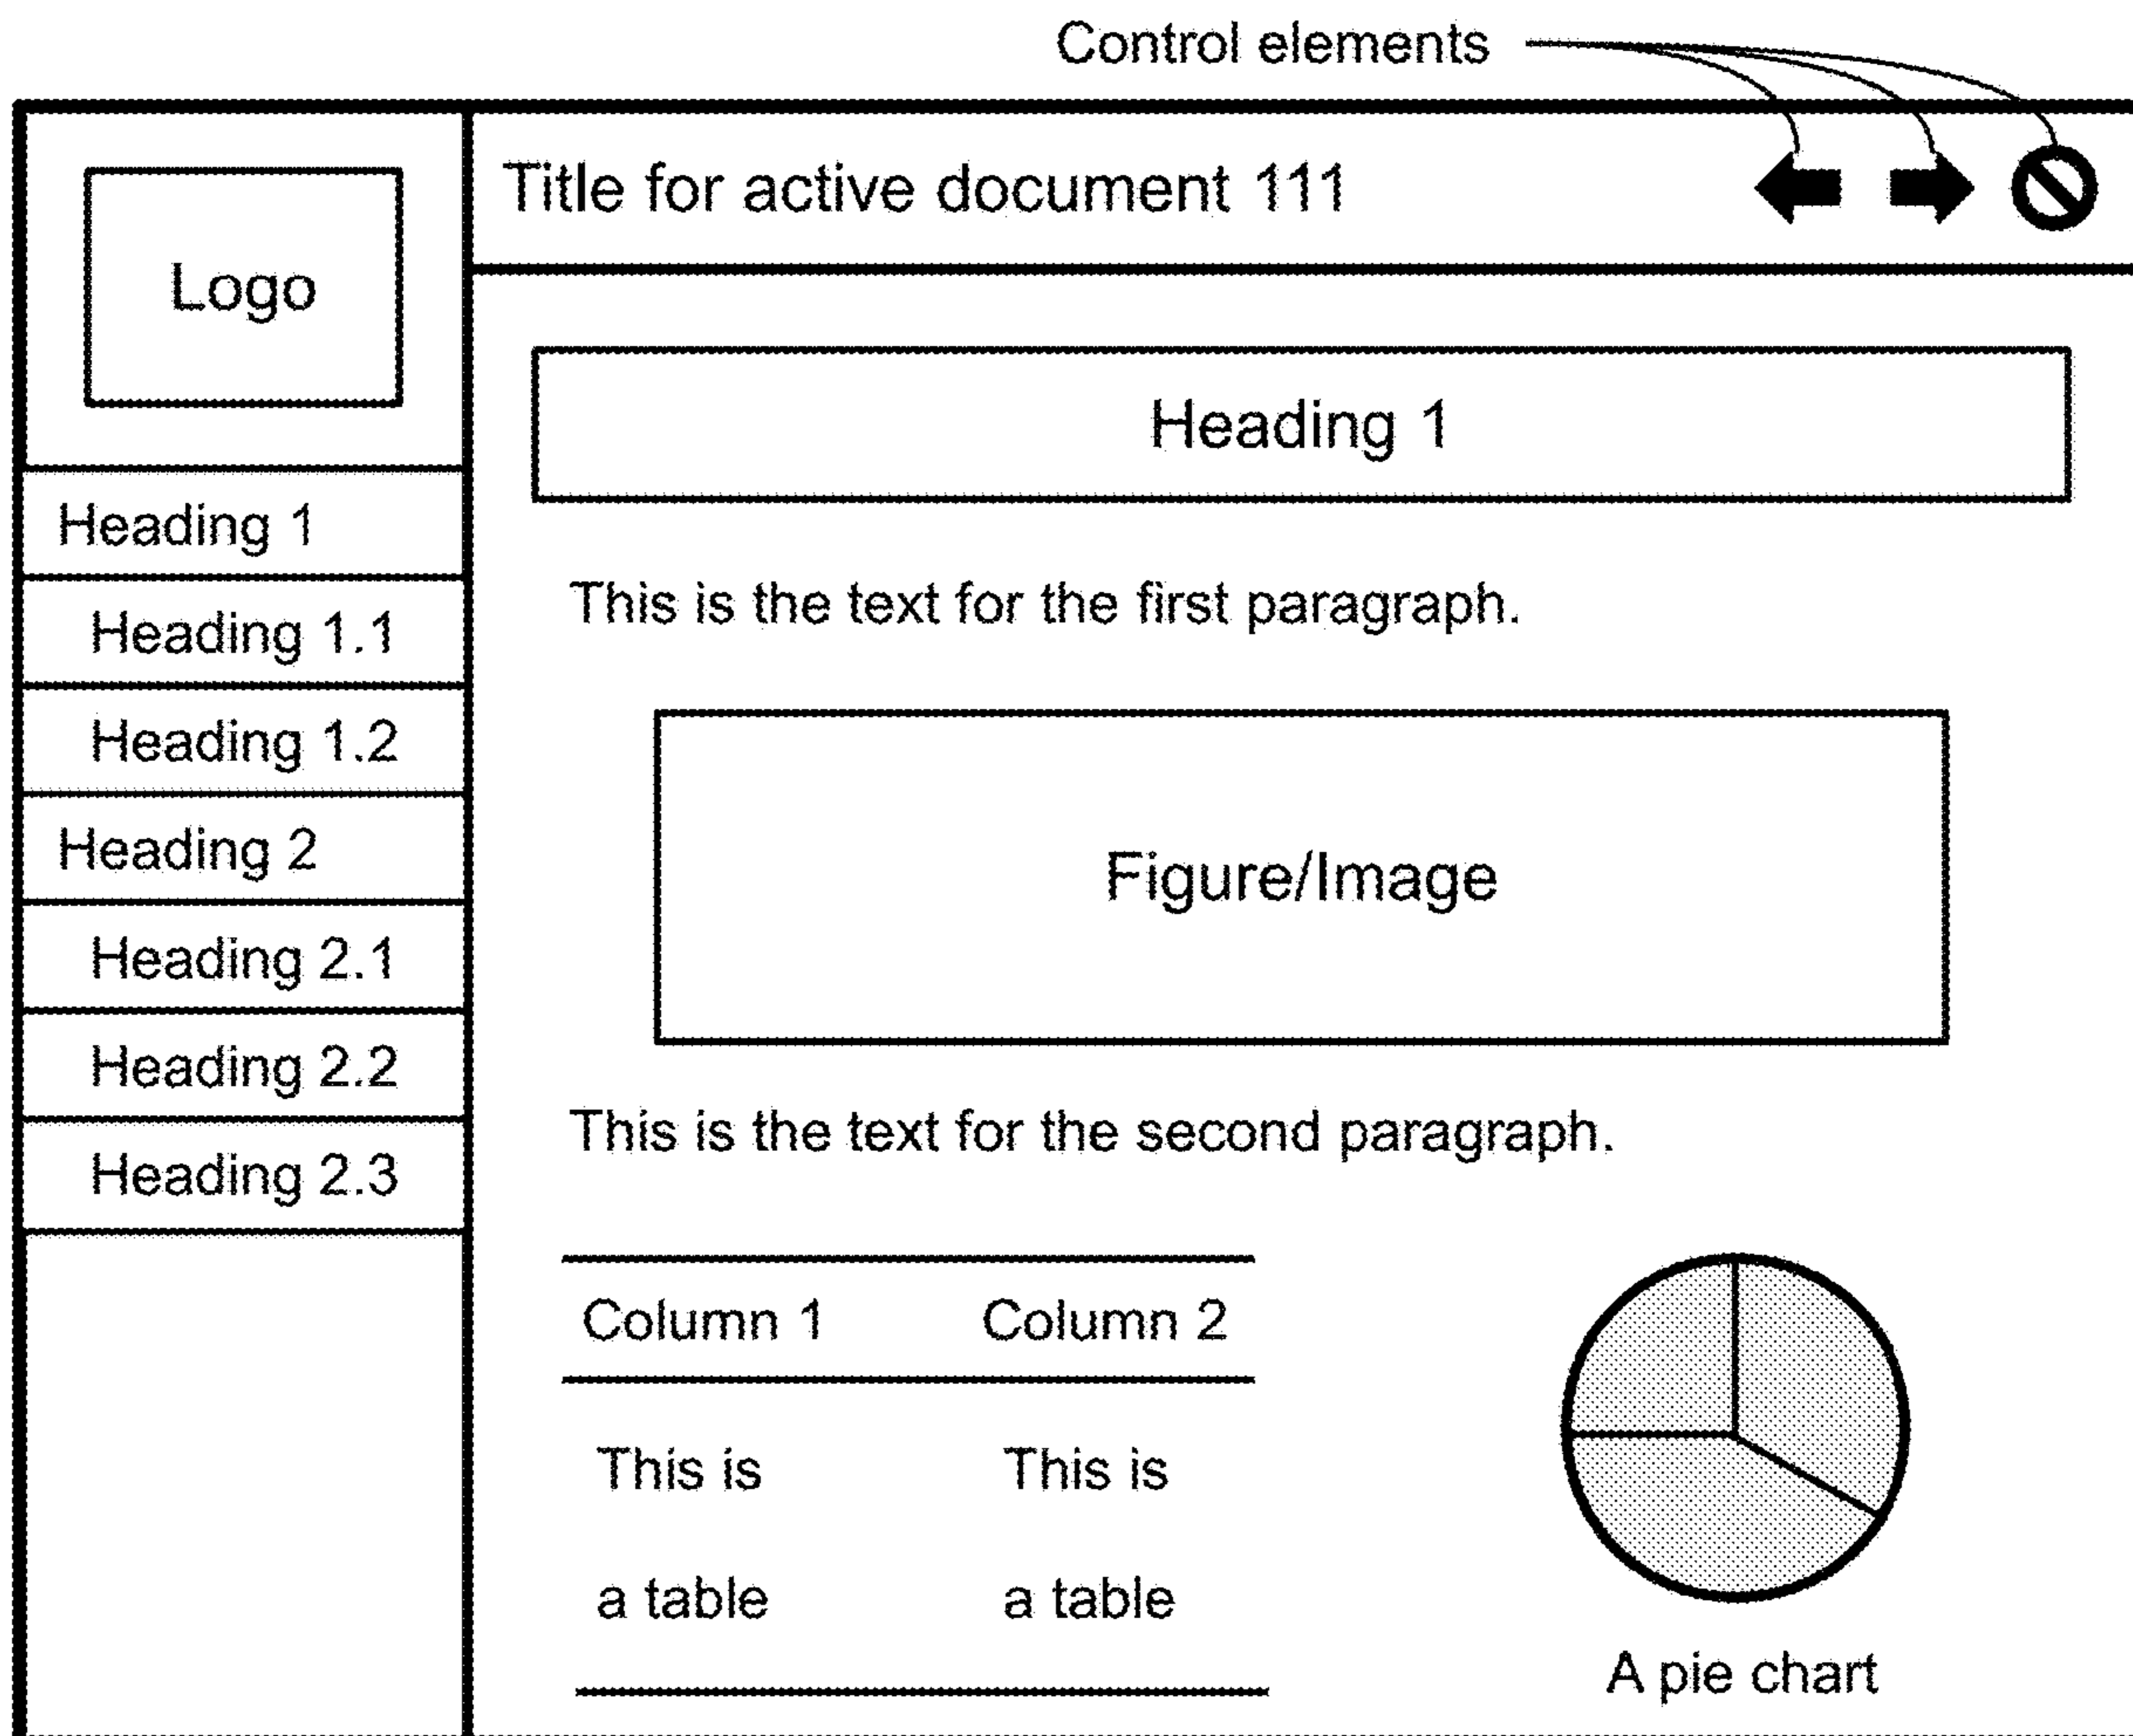 Control elements
Title for active document 111
Logo
Heading 1
Heading 1.1
Heading 1.2
Heading 2
Heading 2.1
Heading 2.2
Heading 2.3
Heading 1
This is the text for the first paragraph.
Figure/Image
This is the text for the second paragraph.
Column 1 Column 2
This is This is
a table a table
A pie chart